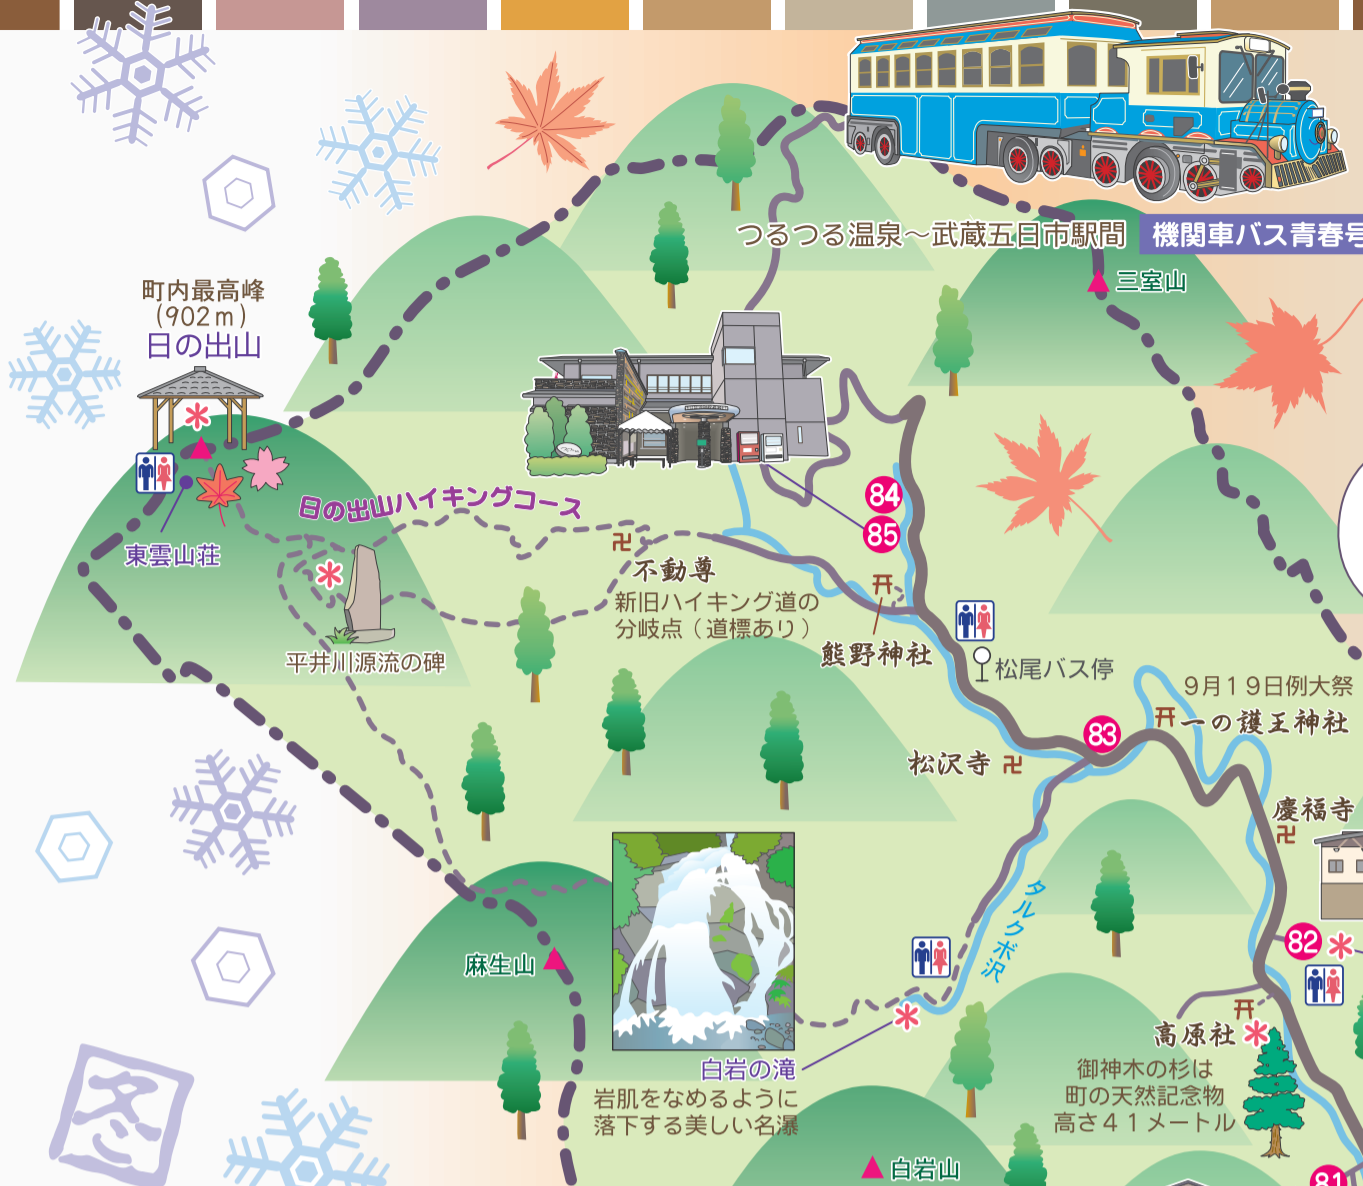 つるつる温泉～武蔵五日市駅間
機関車バス青春号
三室山
町内最高峰
(902m)
日の出山
84
85
日の出山ハイキングコース
東雲山荘
卍
不動尊
新旧ハイキング道の
分岐点(道標あり)
熊野神社
平井川源流の碑
松尾バス停
9月19日例大祭
一の護王神社
83
松沢寺 卍
慶福寺
卍
タルクボ沢
82
麻生山
高原社
白岩の滝
岩肌をなめるように
落下する美しい名瀑
御神木の杉は
町の天然記念物
高さ41メートル
白岩山
81
冬